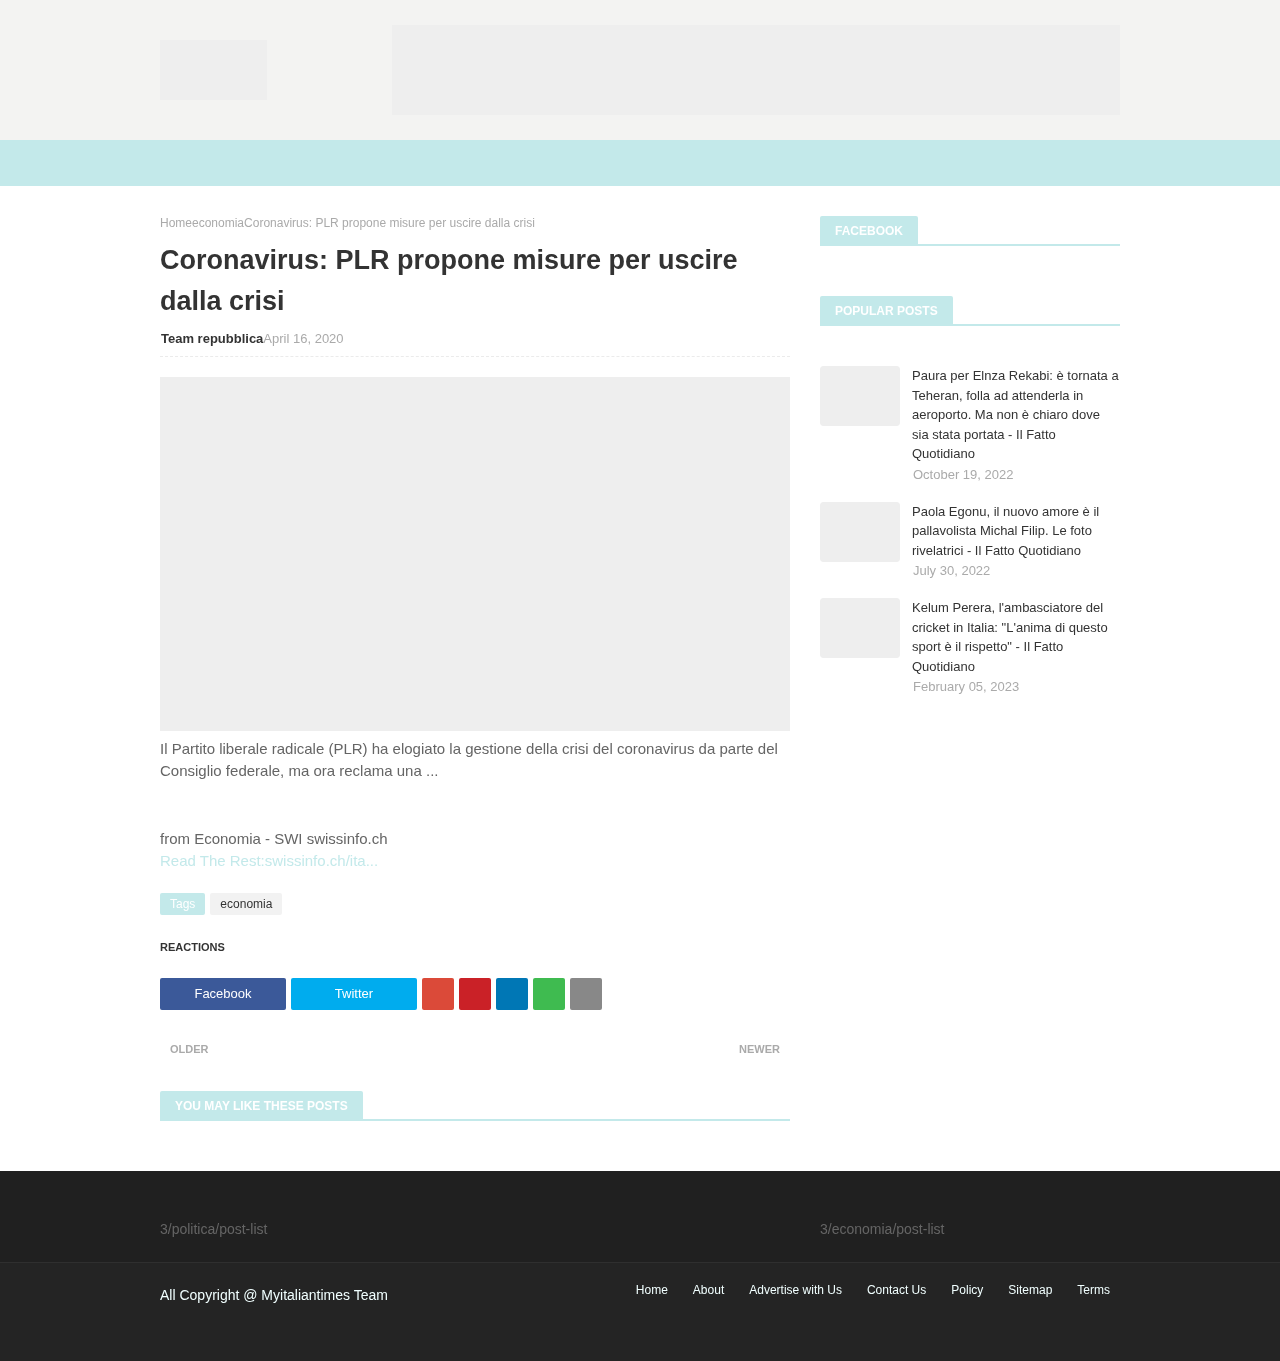 HomeeconomiaCoronavirus: PLR propone misure per uscire dalla crisi
Coronavirus: PLR propone misure per uscire
dalla crisi
Team repubblicaApril 16, 2020
Il Partito liberale radicale (PLR) ha elogiato la gestione della crisi del coronavirus da parte del
Consiglio federale, ma ora reclama una ...
from Economia - SWI swissinfo.ch
Read The Rest:swissinfo.ch/ita...
Tags economia
REACTIONS
Facebook Twitter
OLDER NEWER
YOU MAY LIKE THESE POSTS
FACEBOOK
POPULAR POSTS
Paura per Elnza Rekabi: è tornata a
Teheran, folla ad attenderla in
aeroporto. Ma non è chiaro dove
sia stata portata - Il Fatto
Quotidiano
October 19, 2022
Paola Egonu, il nuovo amore è il
pallavolista Michal Filip. Le foto
rivelatrici - Il Fatto Quotidiano
July 30, 2022
Kelum Perera, l'ambasciatore del
cricket in Italia: "L'anima di questo
sport è il rispetto" - Il Fatto
Quotidiano
February 05, 2023
3/politica/post-list 3/economia/post-list
All Copyright @ Myitaliantimes Team
Home About Advertise with Us Contact Us Policy Sitemap Terms